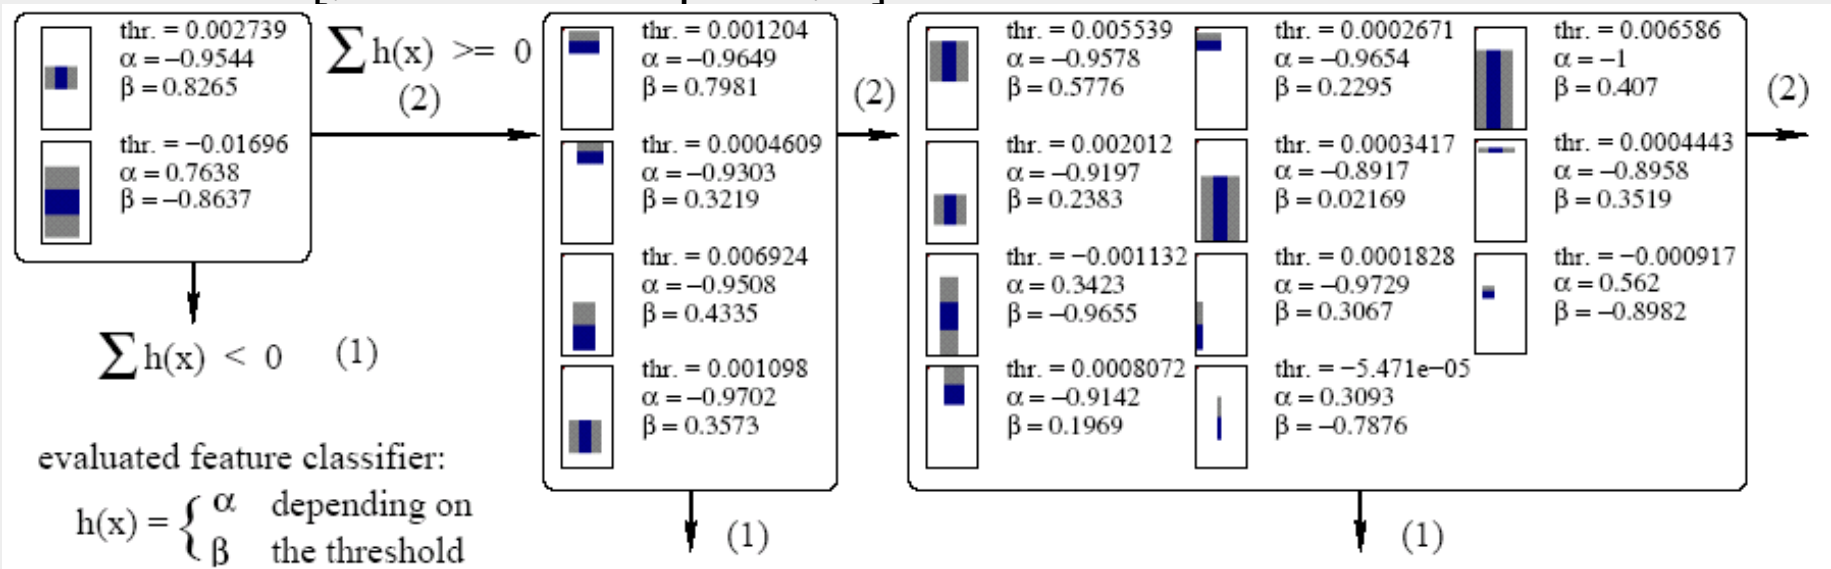 thr. = 0.002739
α = −0.9544
β = 0.8265
thr. = −0.01696
α = 0.7638
β = −0.8637
∑ h(x) >= 0
(2)
∑ h(x) < 0 (1)
evaluated feature classifier:
h(x) = { α depending on
β the threshold
thr. = 0.001204
α = −0.9649
β = 0.7981
thr. = 0.0004609
α = −0.9303
β = 0.3219
thr. = 0.006924
α = −0.9508
β = 0.4335
thr. = 0.001098
α = −0.9702
β = 0.3573
(1)
(2)
thr. = 0.005539
α = −0.9578
β = 0.5776
thr. = 0.002012
α = −0.9197
β = 0.2383
thr. = −0.001132
α = 0.3423
β = −0.9655
thr. = 0.0008072
α = −0.9142
β = 0.1969
thr. = 0.0002671
α = −0.9654
β = 0.2295
thr. = 0.0003417
α = −0.8917
β = 0.02169
thr. = 0.0001828
α = −0.9729
β = 0.3067
thr. = −5.471e−05
α = 0.3093
β = −0.7876
thr. = 0.006586
α = −1
β = 0.407
thr. = 0.0004443
α = −0.8958
β = 0.3519
thr. = −0.000917
α = 0.562
β = −0.8982
(1)
(2)